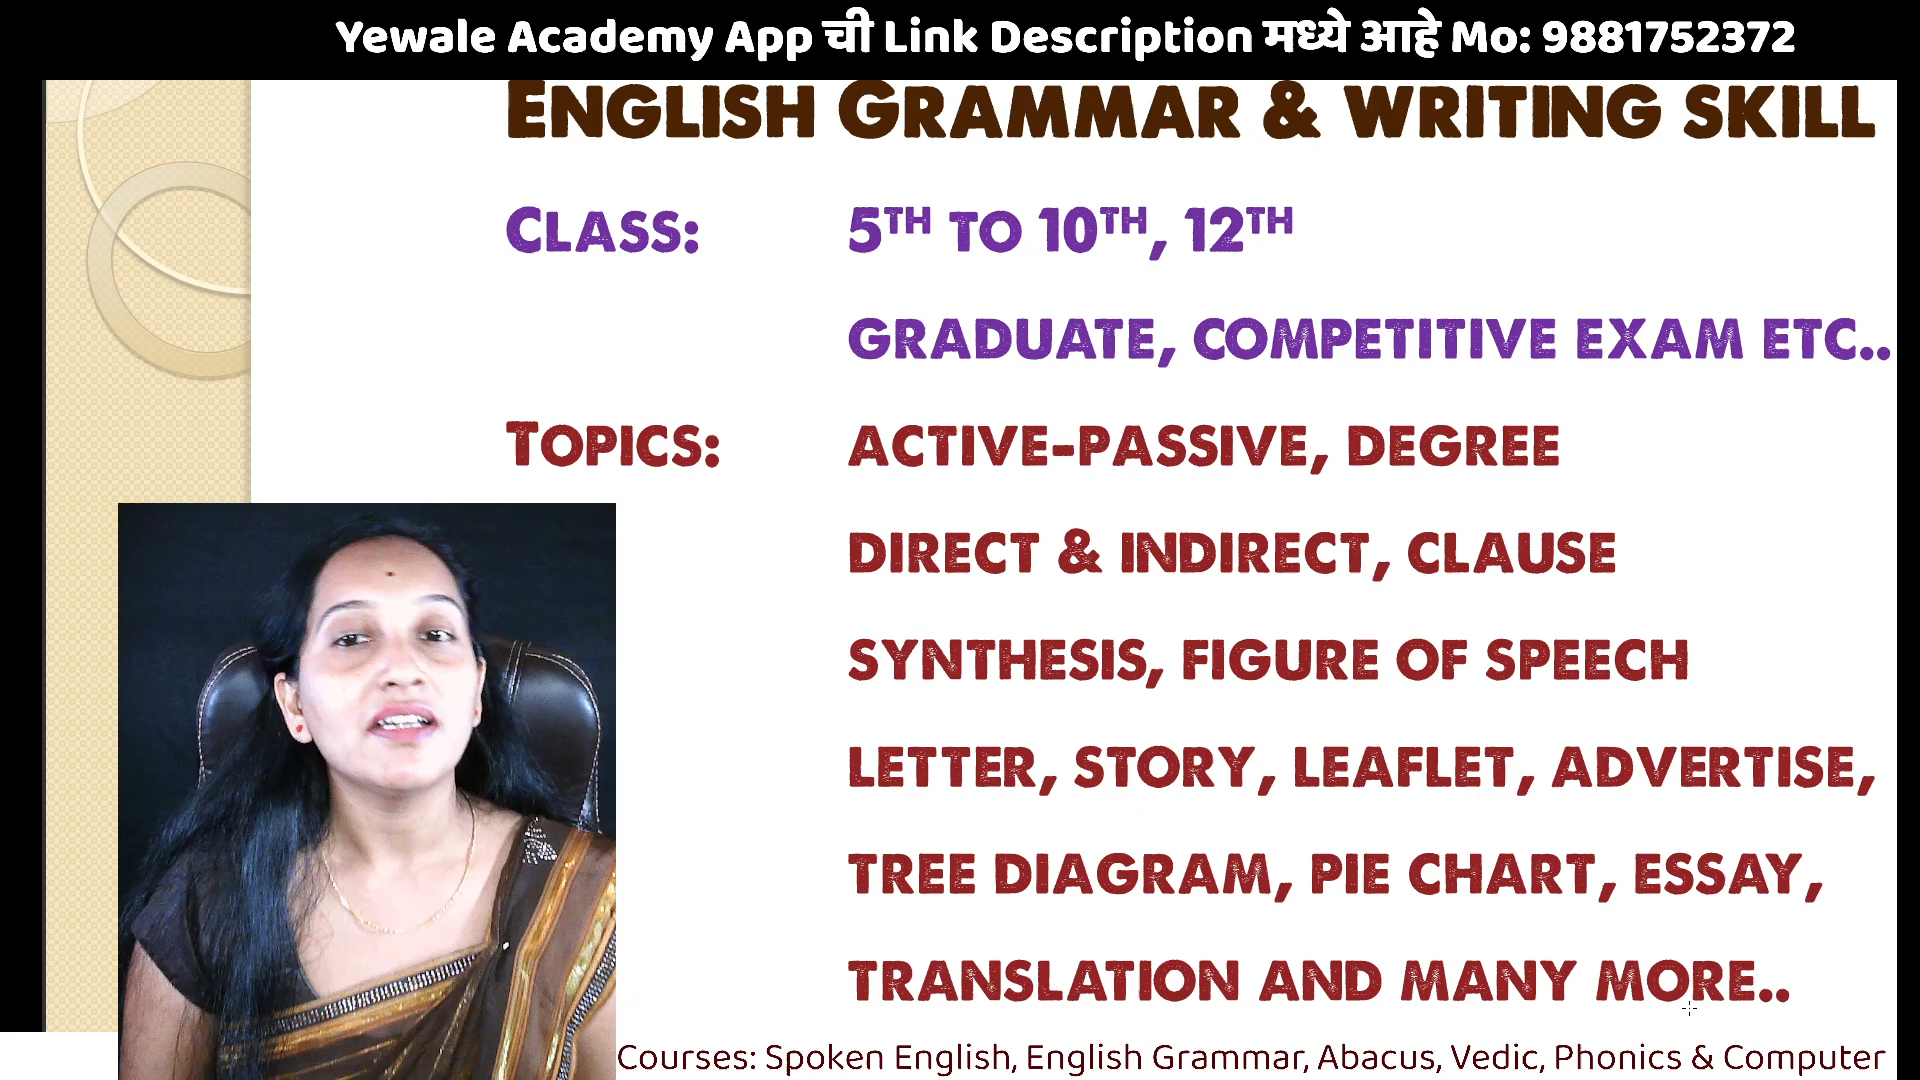 Yewale Academy App ची Link Description मध्ये आहे Mo: 9881752372
ENGLISH GRAMMAR & WRITING SKILL
CLASS: 5TH TO 10TH, 12TH
GRADUATE, COMPETITIVE EXAM ETC..
TOPICS: ACTIVE-PASSIVE, DEGREE
DIRECT & INDIRECT, CLAUSE
SYNTHESIS, FIGURE OF SPEECH
LETTER, STORY, LEAFLET, ADVERTISE,
TREE DIAGRAM, PIE CHART, ESSAY,
TRANSLATION AND MANY MORE..
Courses: Spoken English, English Grammar, Abacus, Vedic, Phonics & Computer